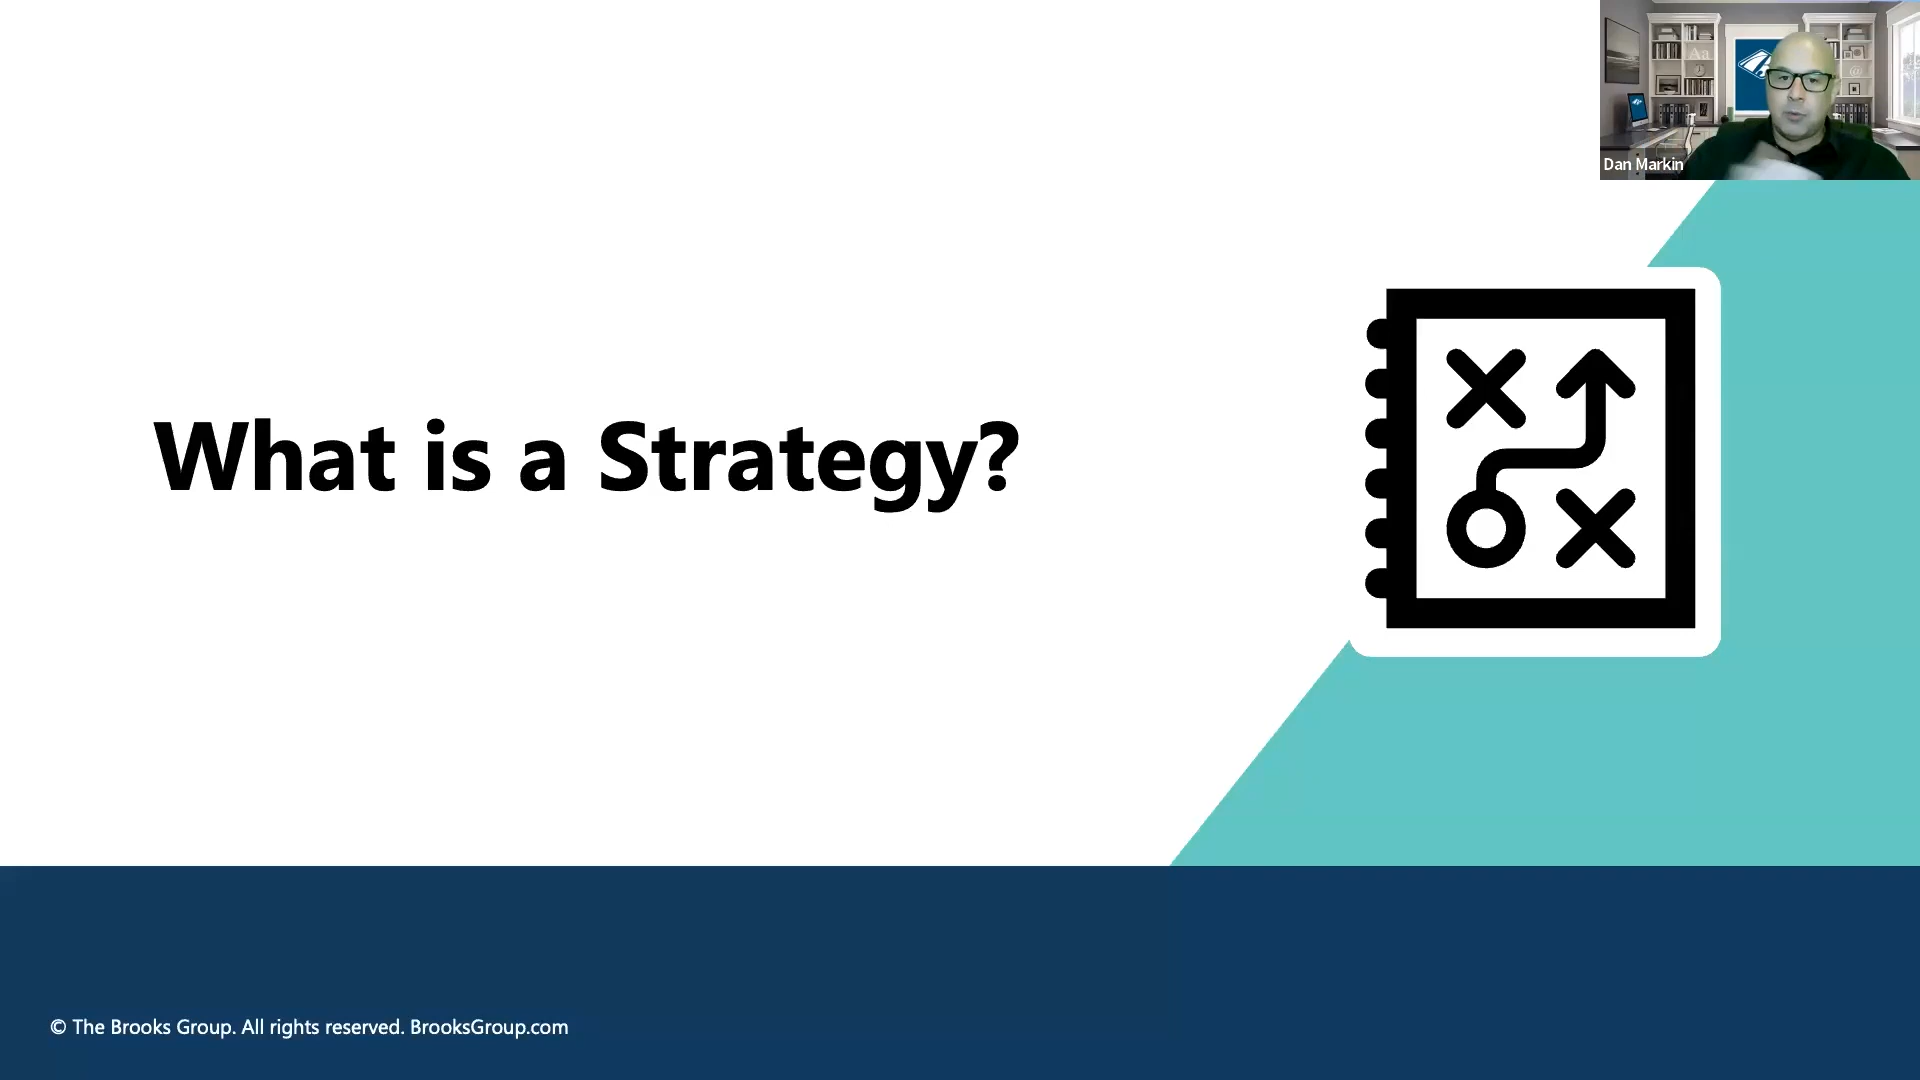 Dan Markin
What is a Strategy?
© The Brooks Group. All rights reserved. BrooksGroup.com